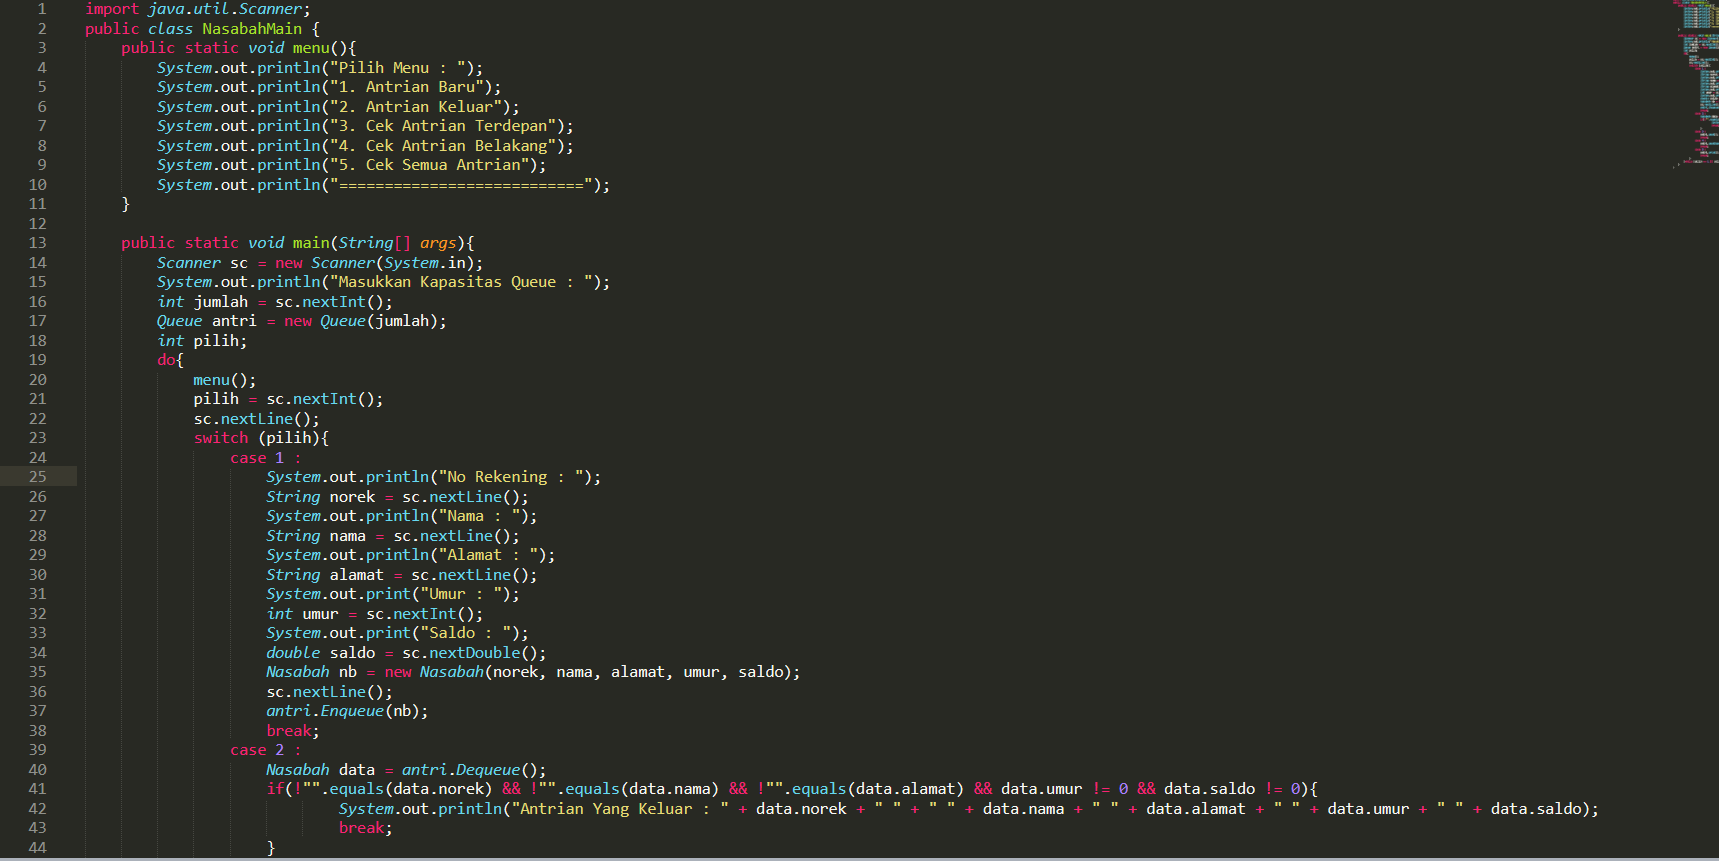 1 import java.util.Scanner;
2 public class NasabahMain {
3 public static void menu(){
4 System.out.println("Pilih Menu : ");
5 System.out.println("1. Antrian Baru");
6 System.out.println("2. Antrian Keluar");
7 System.out.println("3. Cek Antrian Terdepan");
8 System.out.println("4. Cek Antrian Belakang");
9 System.out.println("5. Cek Semua Antrian");
10 System.out.println("===========================");
11 }
12
13 public static void main(String[] args){
14 Scanner sc = new Scanner(System.in);
15 System.out.println("Masukkan Kapasitas Queue : ");
16 int jumlah = sc.nextInt();
17 Queue antri = new Queue(jumlah);
18 int pilih;
19 do{
20 menu();
21 pilih = sc.nextInt();
22 sc.nextLine();
23 switch (pilih){
24 case 1 :
25 System.out.println("No Rekening : ");
26 String norek = sc.nextLine();
27 System.out.println("Nama : ");
28 String nama = sc.nextLine();
29 System.out.println("Alamat : ");
30 String alamat = sc.nextLine();
31 System.out.print("Umur : ");
32 int umur = sc.nextInt();
33 System.out.print("Saldo : ");
34 double saldo = sc.nextDouble();
35 Nasabah nb = new Nasabah(norek, nama, alamat, umur, saldo);
36 sc.nextLine();
37 antri.Enqueue(nb);
38 break;
39 case 2 :
40 Nasabah data = antri.Dequeue();
41 if(!"".equals(data.norek) && !"".equals(data.nama) && !"".equals(data.alamat) && data.umur != 0 && data.saldo != 0){
42 System.out.println("Antrian Yang Keluar : " + data.norek + " " + " " + data.nama + " " + data.alamat + " " + data.umur + " " + data.saldo);
43 break;
44 }